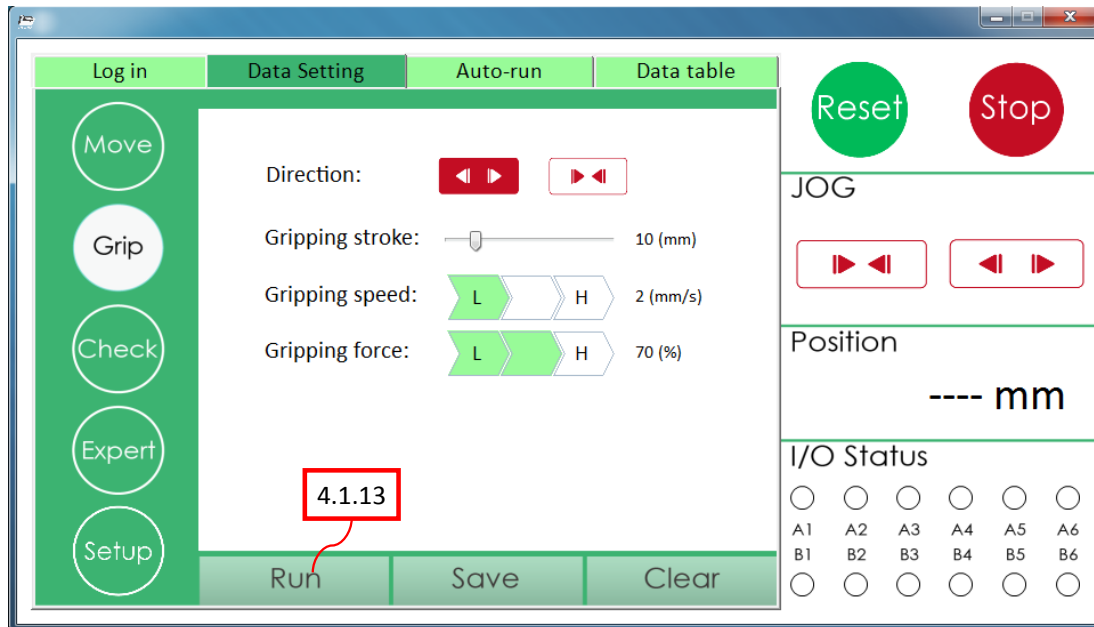 Log in
Data Setting
Auto-run
Data table
Move
Grip
Check
Expert
Setup
Direction:
Gripping stroke:
10 (mm)
Gripping speed:
L
H
2 (mm/s)
Gripping force:
L
H
70 (%)
4.1.13
Run
Save
Clear
Reset
Stop
JOG
Position
---- mm
I/O Status
A1 A2 A3 A4 A5 A6
B1 B2 B3 B4 B5 B6